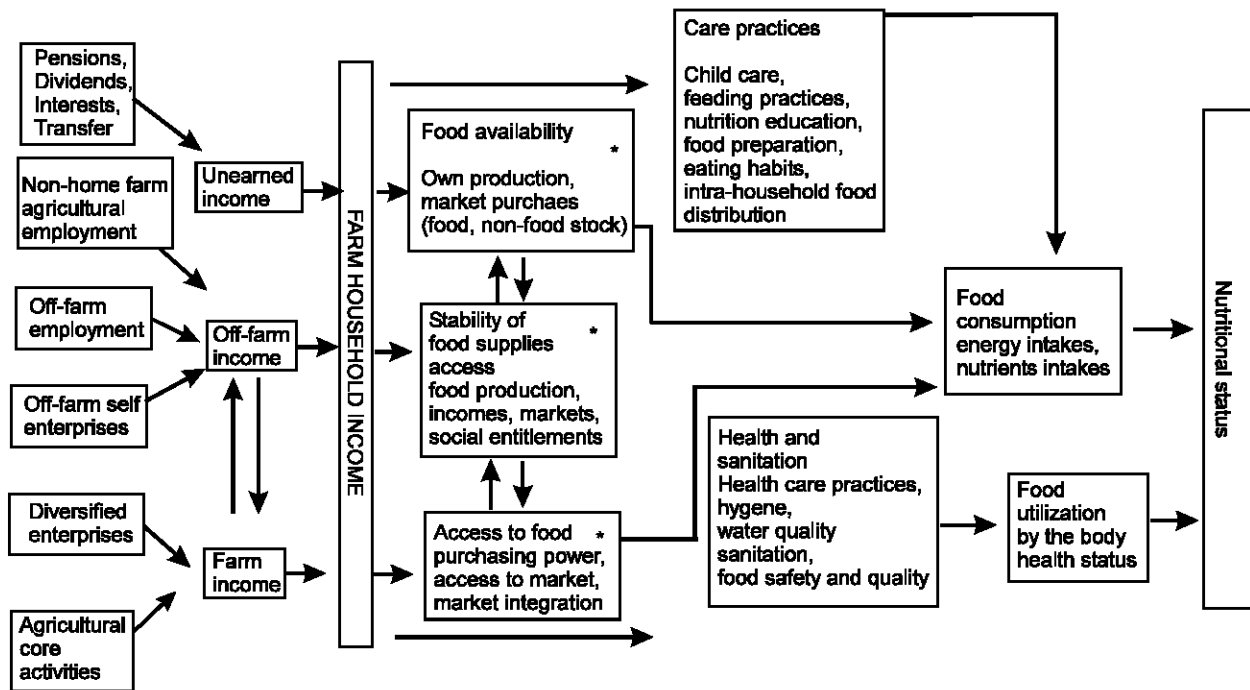 Pensions,
Dividends,
Interests,
Transfer
Non-home farm
agricultural
employment
Off-farm
employment
Off-farm self
enterprises
Diversified
enterprises
Agricultural
core
activities
Unearned
income
Off-farm
income
Farm
income
FARM HOUSEHOLD INCOME
Food availability
*
Own production,
market purchaes
(food, non-food stock)
Stability of
*
food supplies
access
food production,
incomes, markets,
social entitlements
Access to food
*
purchasing power,
access to market,
market integration
Care practices
Child care,
feeding practices,
nutrition education,
food preparation,
eating habits,
intra-household food
distribution
Health and
sanitation
Health care practices,
hygene,
water quality
sanitation,
food safety and quality
Food
consumption
energy intakes,
nutrients intakes
Food
utilization
by the body
health status
Nutritional status